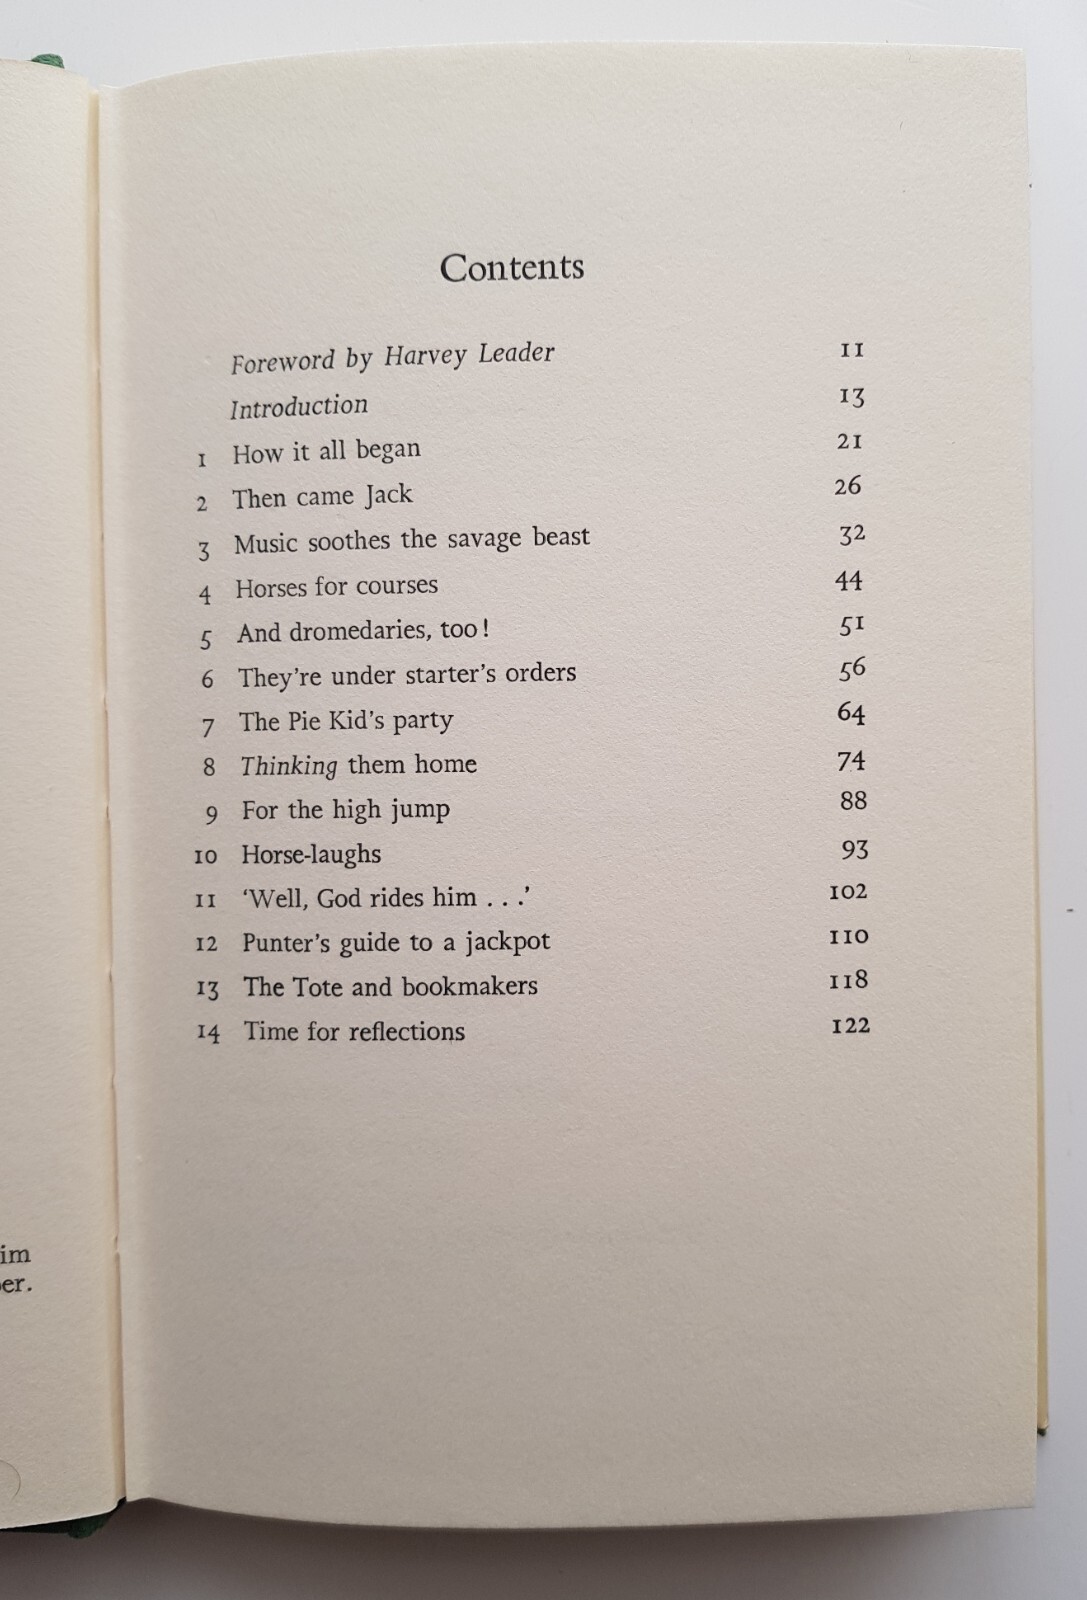 im
er.
Contents
Foreword by Harvey Leader 11
Introduction 13
1 How it all began 21
2 Then came Jack 26
3 Music soothes the savage beast 32
4 Horses for courses 44
5 And dromedaries, too! 51
6 They're under starter's orders 56
7 The Pie Kid's party 64
8 Thinking them home 74
9 For the high jump 88
10 Horse-laughs 93
11 ‘Well, God rides him . . .’ 102
12 Punter's guide to a jackpot 110
13 The Tote and bookmakers 118
14 Time for reflections 122